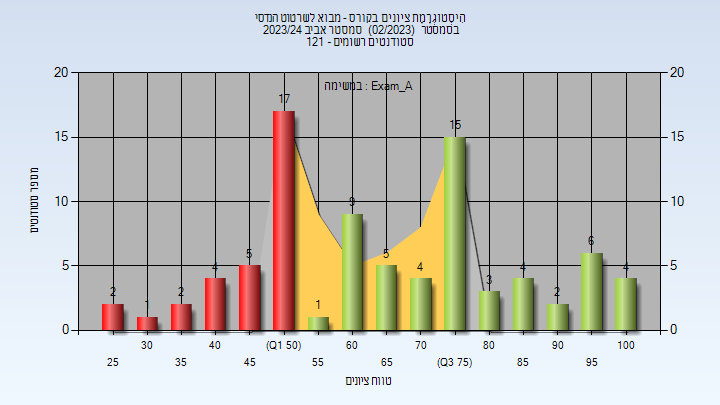 היסטוגרמת ציונים בקורס - מבוא לשרטוט הנדסי
בסמסטר (02/2023) סמסטר אביב 2023/24
סטודנטים רשומים - 121
במשימה : Exam_A
20 20
15 15
10 10
5 5
0 0
מספר סטודנטים
2 1 2 4 5 17 1 9 5 4 15 3 4 2 6 4
30 40 (Q1 50) 60 70 80 90 100
25 35 45 55 65 (Q3 75) 85 95
טווח ציונים